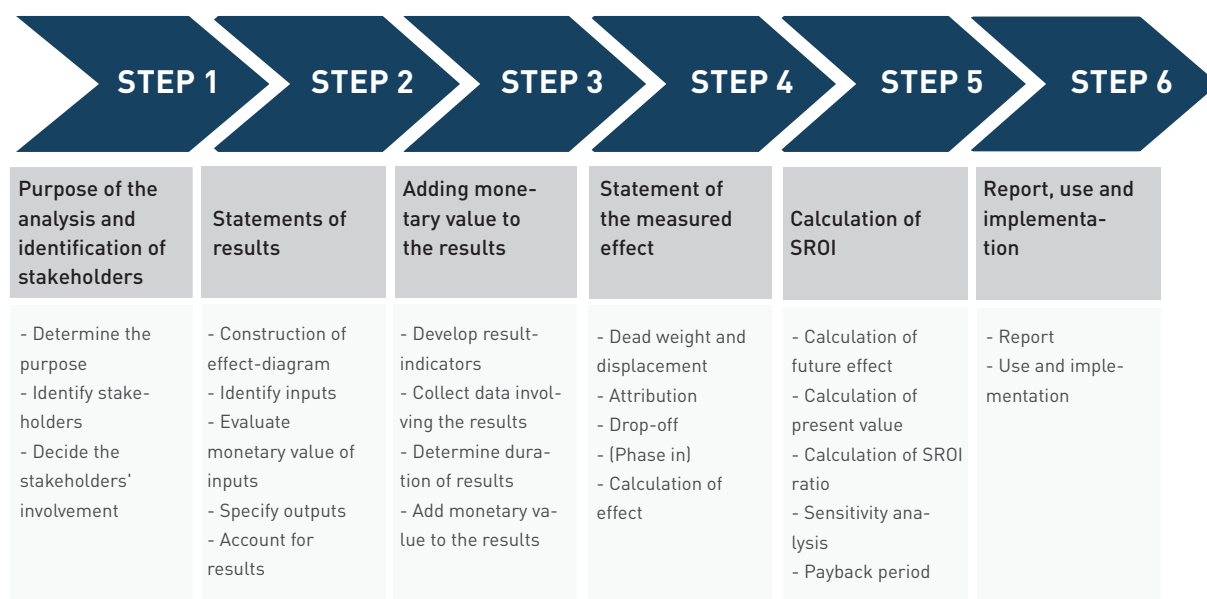 STEP 1
STEP 2
STEP 3
STEP 4
STEP 5
STEP 6
Purpose of the
analysis and
identification of
stakeholders
Statements of
results
Adding mone-
tary value to
the results
Statement of
the measured
effect
Calculation of
SROI
Report, use and
implementa-
tion
- Determine the
purpose
- Identify stake-
holders
- Decide the
stakeholders'
involvement
- Construction of
effect-diagram
- Identify inputs
- Evaluate
monetary value of
inputs
- Specify outputs
- Account for
results
- Develop result-
indicators
- Collect data invol-
ving the results
- Determine dura-
tion of results
- Add monetary va-
lue to the results
- Dead weight and
displacement
- Attribution
- Drop-off
- (Phase in)
- Calculation of
effect
- Calculation of
future effect
- Calculation of
present value
- Calculation of SROI
ratio
- Sensitivity ana-
lysis
- Payback period
- Report
- Use and imple-
mentation